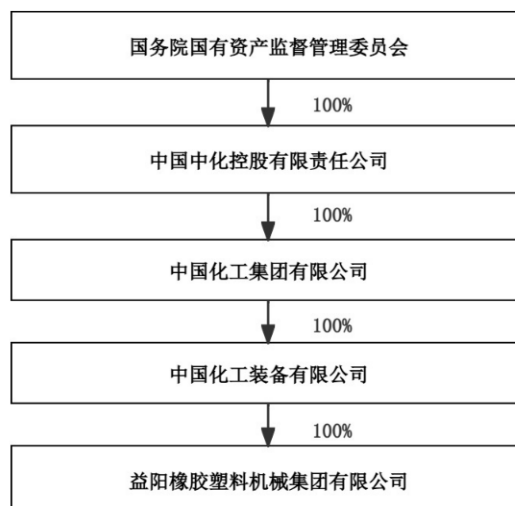 国务院国有资产监督管理委员会
100%
中国中化控股有限责任公司
100%
中国化工集团有限公司
100%
中国化工装备有限公司
100%
益阳橡胶塑料机械集团有限公司